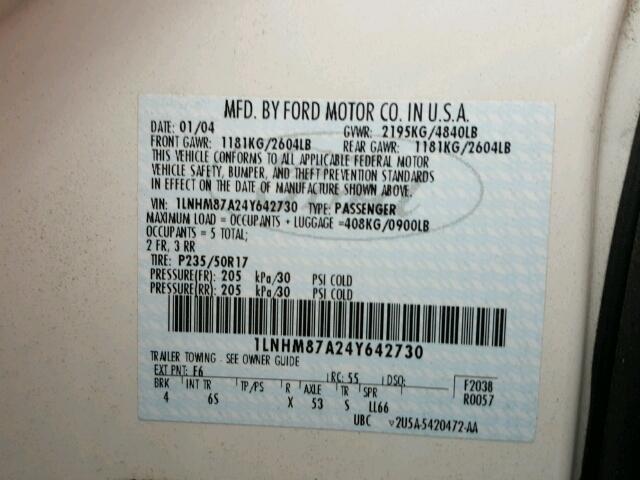 MFD. BY FORD MOTOR CO. IN U.S.A.
DATE: 01/04 GVWR: 2195KG/4840LB
FRONT GAWR: 1181KG/2604LB REAR GAWR: 1181KG/2604LB
THIS VEHICLE CONFORMS TO ALL APPLICABLE FEDERAL MOTOR
VEHICLE SAFETY, BUMPER, AND THEFT PREVENTION STANDARDS
IN EFFECT ON THE DATE OF MANUFACTURE SHOWN ABOVE.
VIN: 1LNHM87A24Y642730 TYPE: PASSENGER
MAXIMUM LOAD = OCCUPANTS + LUGGAGE =408KG/0900LB
OCCUPANTS = 5 TOTAL;
2 FR, 3 RR
TIRE: P235/50R17
PRESSURE(FR): 205 kPa/30 PSI COLD
PRESSURE(RR): 205 kPa/30 PSI COLD
1LNHM87A24Y642730
TRAILER TOWING - SEE OWNER GUIDE
EXT PNT: F6 RC: 55 DSO: F2038
BRK INT TR TP/PS R AXLE TR SPR R0057
4 6S X 53 S LL66
UBC 2U5A-5420472-AA